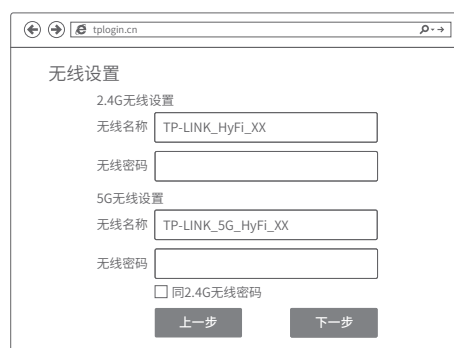 tplogin.cn
无线设置
2.4G无线设置
无线名称 TP-LINK_HyFi_XX
无线密码
5G无线设置
无线名称 TP-LINK_5G_HyFi_XX
无线密码
同2.4G无线密码
上一步 下一步